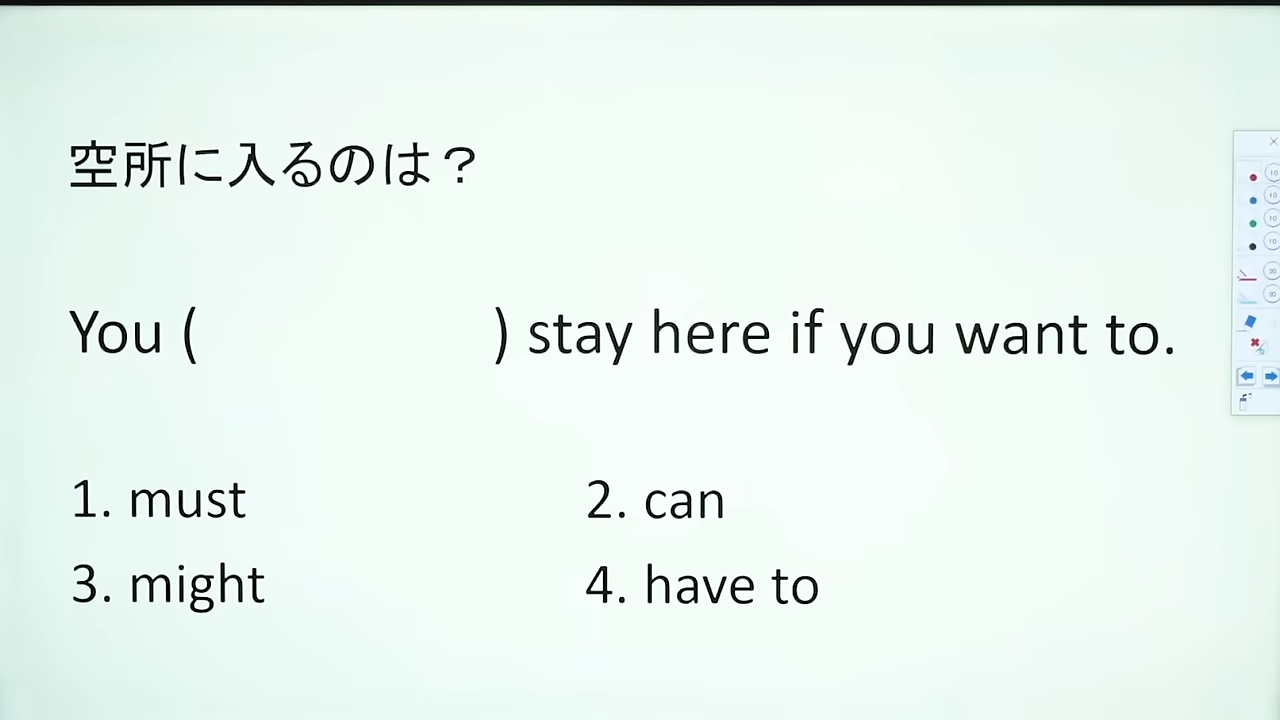 空所に入るのは？
You ( ) stay here if you want to.
1. must 2. can
3. might 4. have to